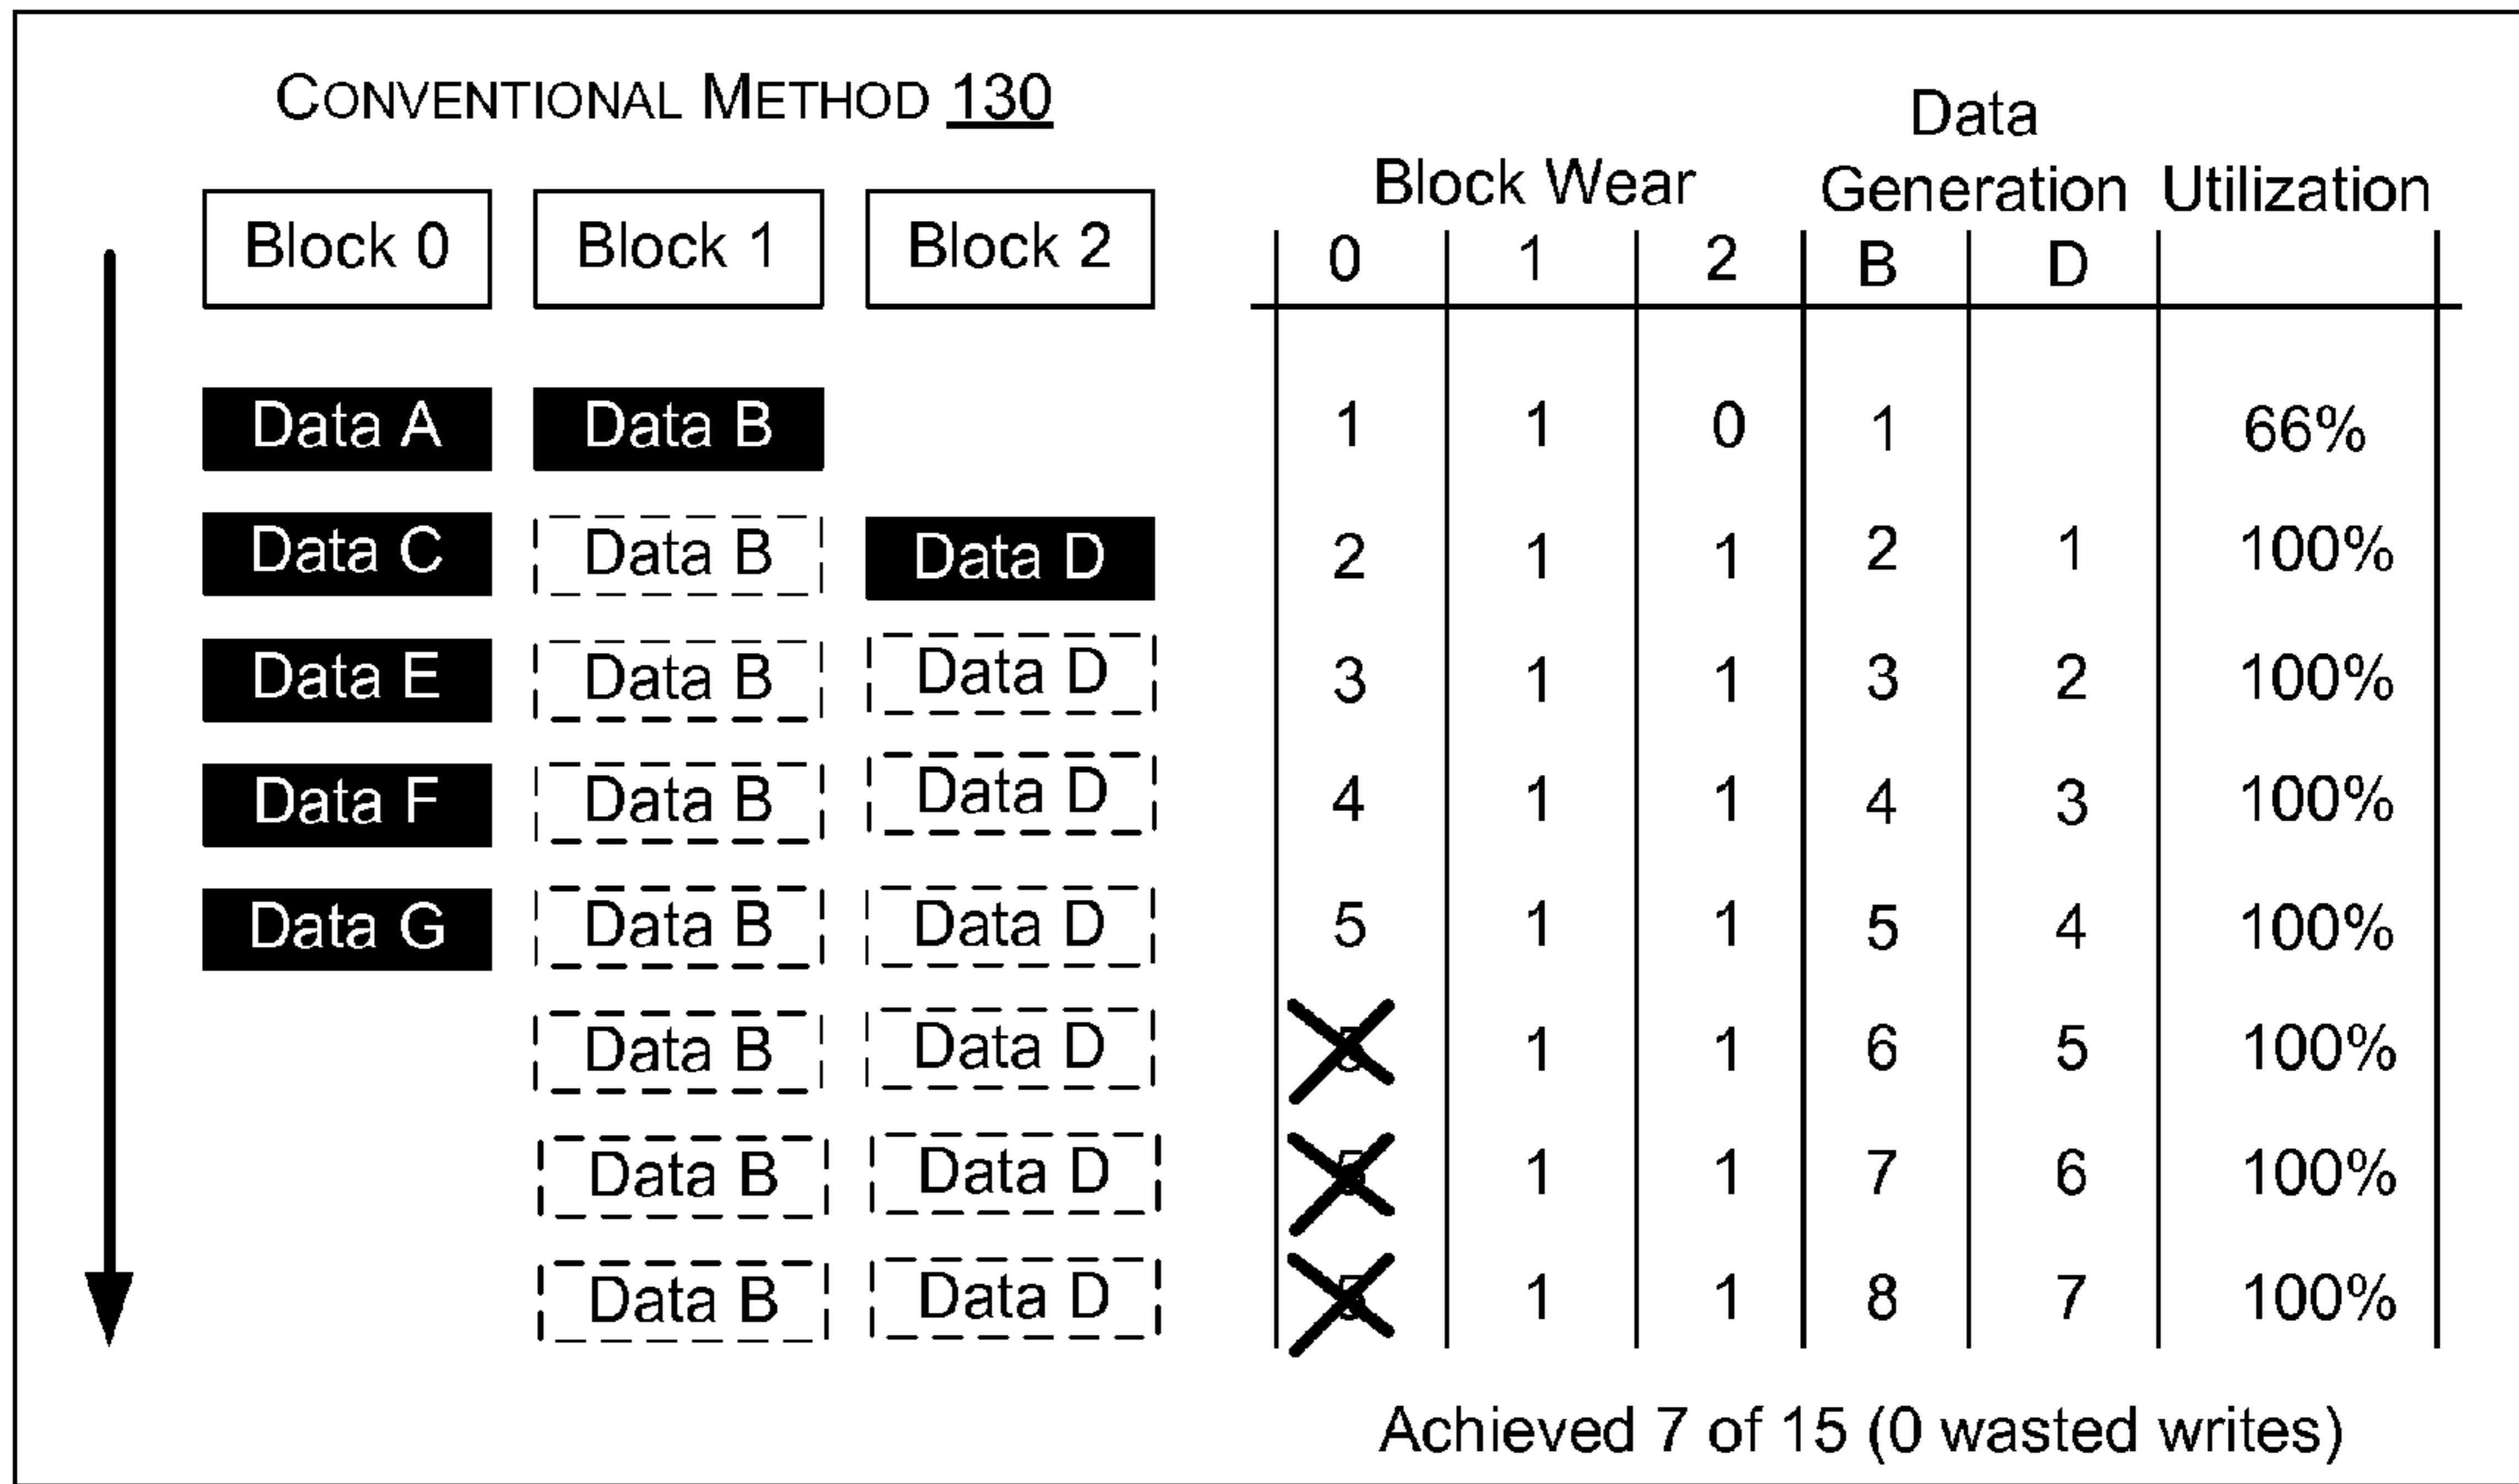 CONVENTIONAL METHOD 130
Data
Block Wear Generation Utilization
Block 0 Block 1 Block 2 0 1 2 B D
Data A Data B 1 1 0 1 66%
Data C Data B Data D 2 1 1 2 1 100%
Data E Data B Data D 3 1 1 3 2 100%
Data F Data B Data D 4 1 1 4 3 100%
Data G Data B Data D 5 1 1 5 4 100%
Data B Data D 5 1 1 6 5 100%
Data B Data D 5 1 1 7 6 100%
Data B Data D 5 1 1 8 7 100%
Achieved 7 of 15 (0 wasted writes)